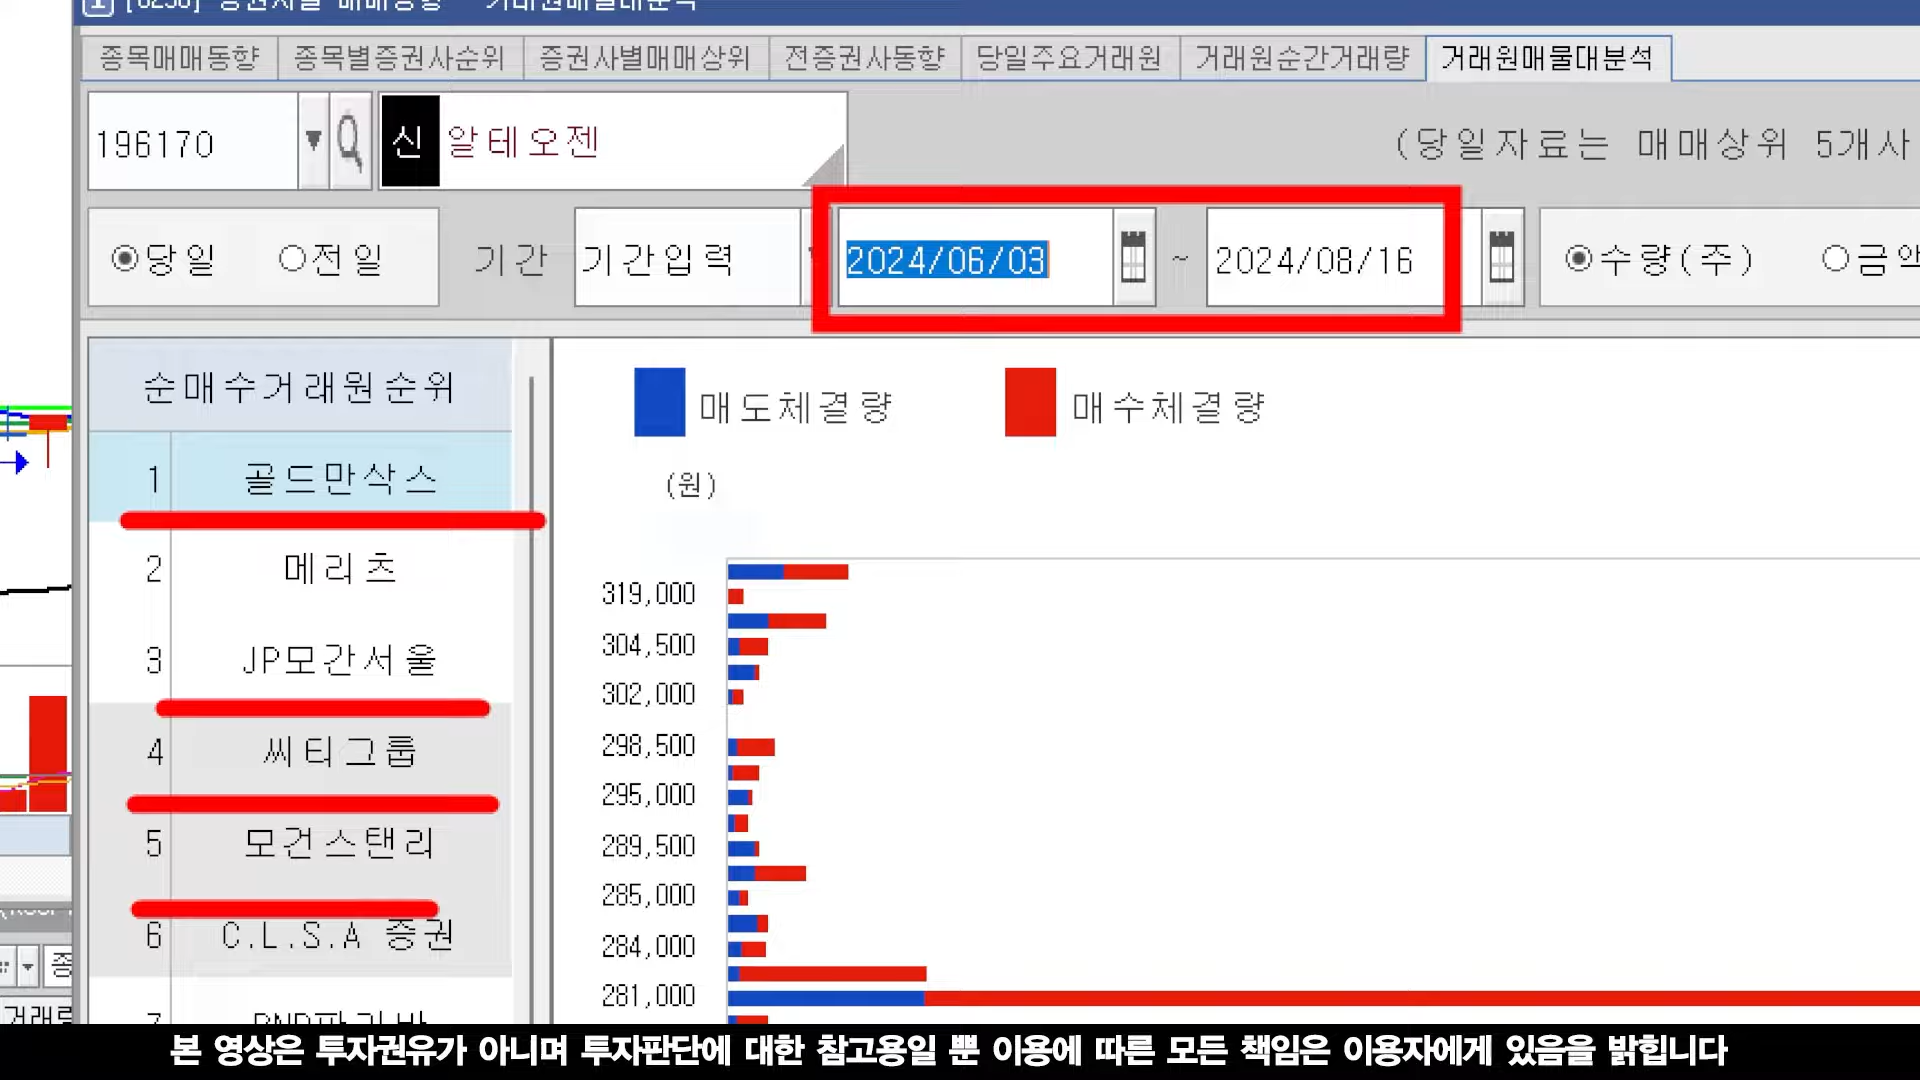 종목매매동향 종목별증권사순위 증권사별매매상위 전증권사동향 당일주요거래원 거래원순간거래량 거래원매물대분석
196170 신 알테오젠 (당일자료는 매매상위 5개사
당일 전일 기간 기간입력 2024/06/03 ~ 2024/08/16 수량(주)
순매수거래원순위
매도체결량 매수체결량
1 골드만삭스
(원)
2 메리츠
319,000
3 JP모간서울
304,500
302,000
4 씨티그룹
298,500
295,000
5 모건스탠리
289,500
285,000
6 C.L.S.A 증권
284,000
281,000
본 영상은 투자권유가 아니며 투자판단에 대한 참고용일 뿐 이용에 따른 모든 책임은 이용자에게 있음을 밝힙니다